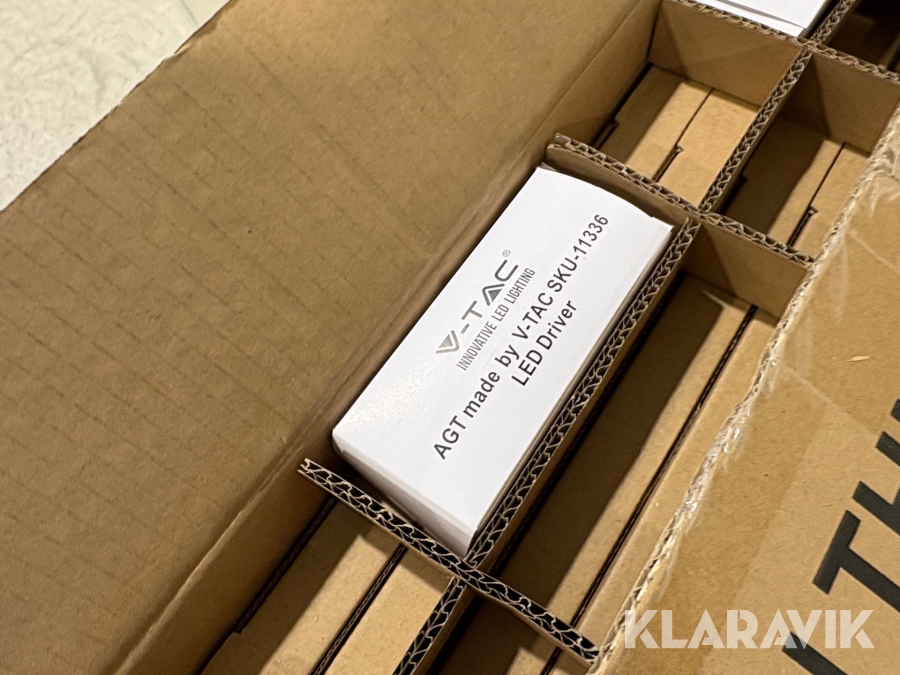 V-TAC®
INNOVATIVE LED LIGHTING
AGT made by V-TAC SKU-11336
LED Driver
KLARAVIK